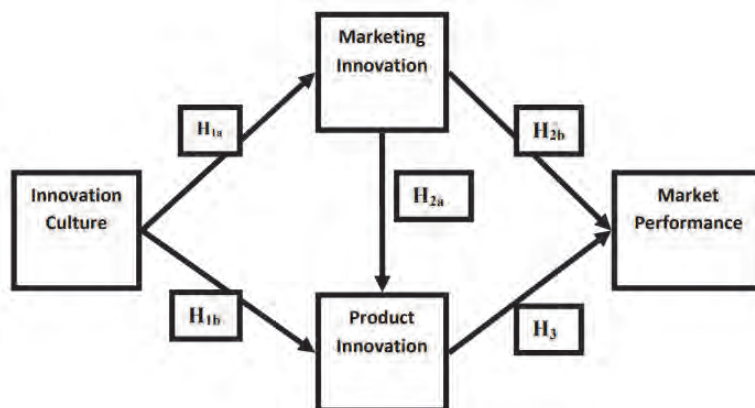 Marketing
Innovation
H1a
H2b
Innovation
Culture
H2a
Market
Performance
H1b
Product
Innovation
H3